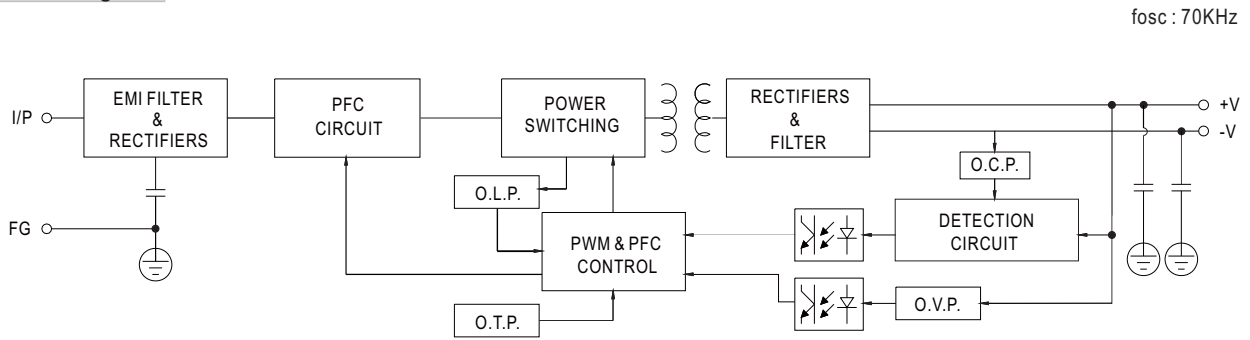 fosc : 70KHz
I/P
EMI FILTER
&
RECTIFIERS
PFC
CIRCUIT
POWER
SWITCHING
RECTIFIERS
&
FILTER
+V
-V
O.C.P.
O.L.P.
FG
PWM & PFC
CONTROL
DETECTION
CIRCUIT
O.T.P.
O.V.P.